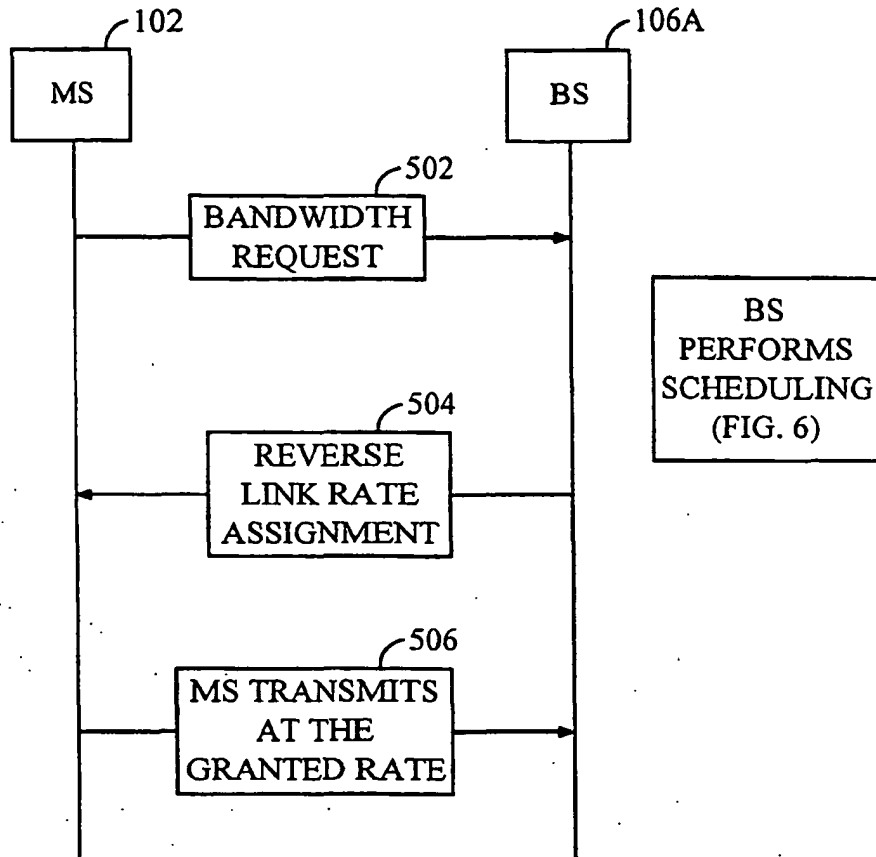 102
106A
MS
BS
502
BANDWIDTH
REQUEST
BS
PERFORMS
SCHEDULING
(FIG. 6)
504
REVERSE
LINK RATE
ASSIGNMENT
506
MS TRANSMITS
AT THE
GRANTED RATE